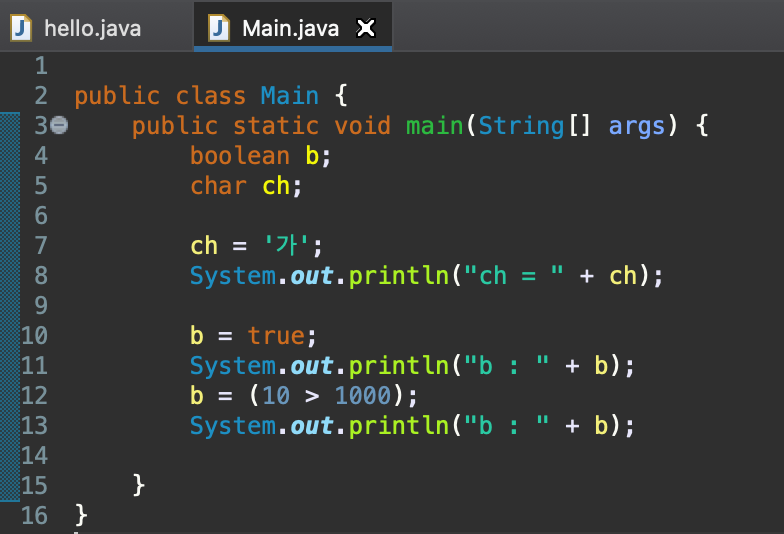 hello.java Main.java
1
2 public class Main {
3 public static void main(String[] args) {
4 boolean b;
5 char ch;
6
7 ch = '가';
8 System.out.println("ch = " + ch);
9
10 b = true;
11 System.out.println("b : " + b);
12 b = (10 > 1000);
13 System.out.println("b : " + b);
14
15 }
16 }